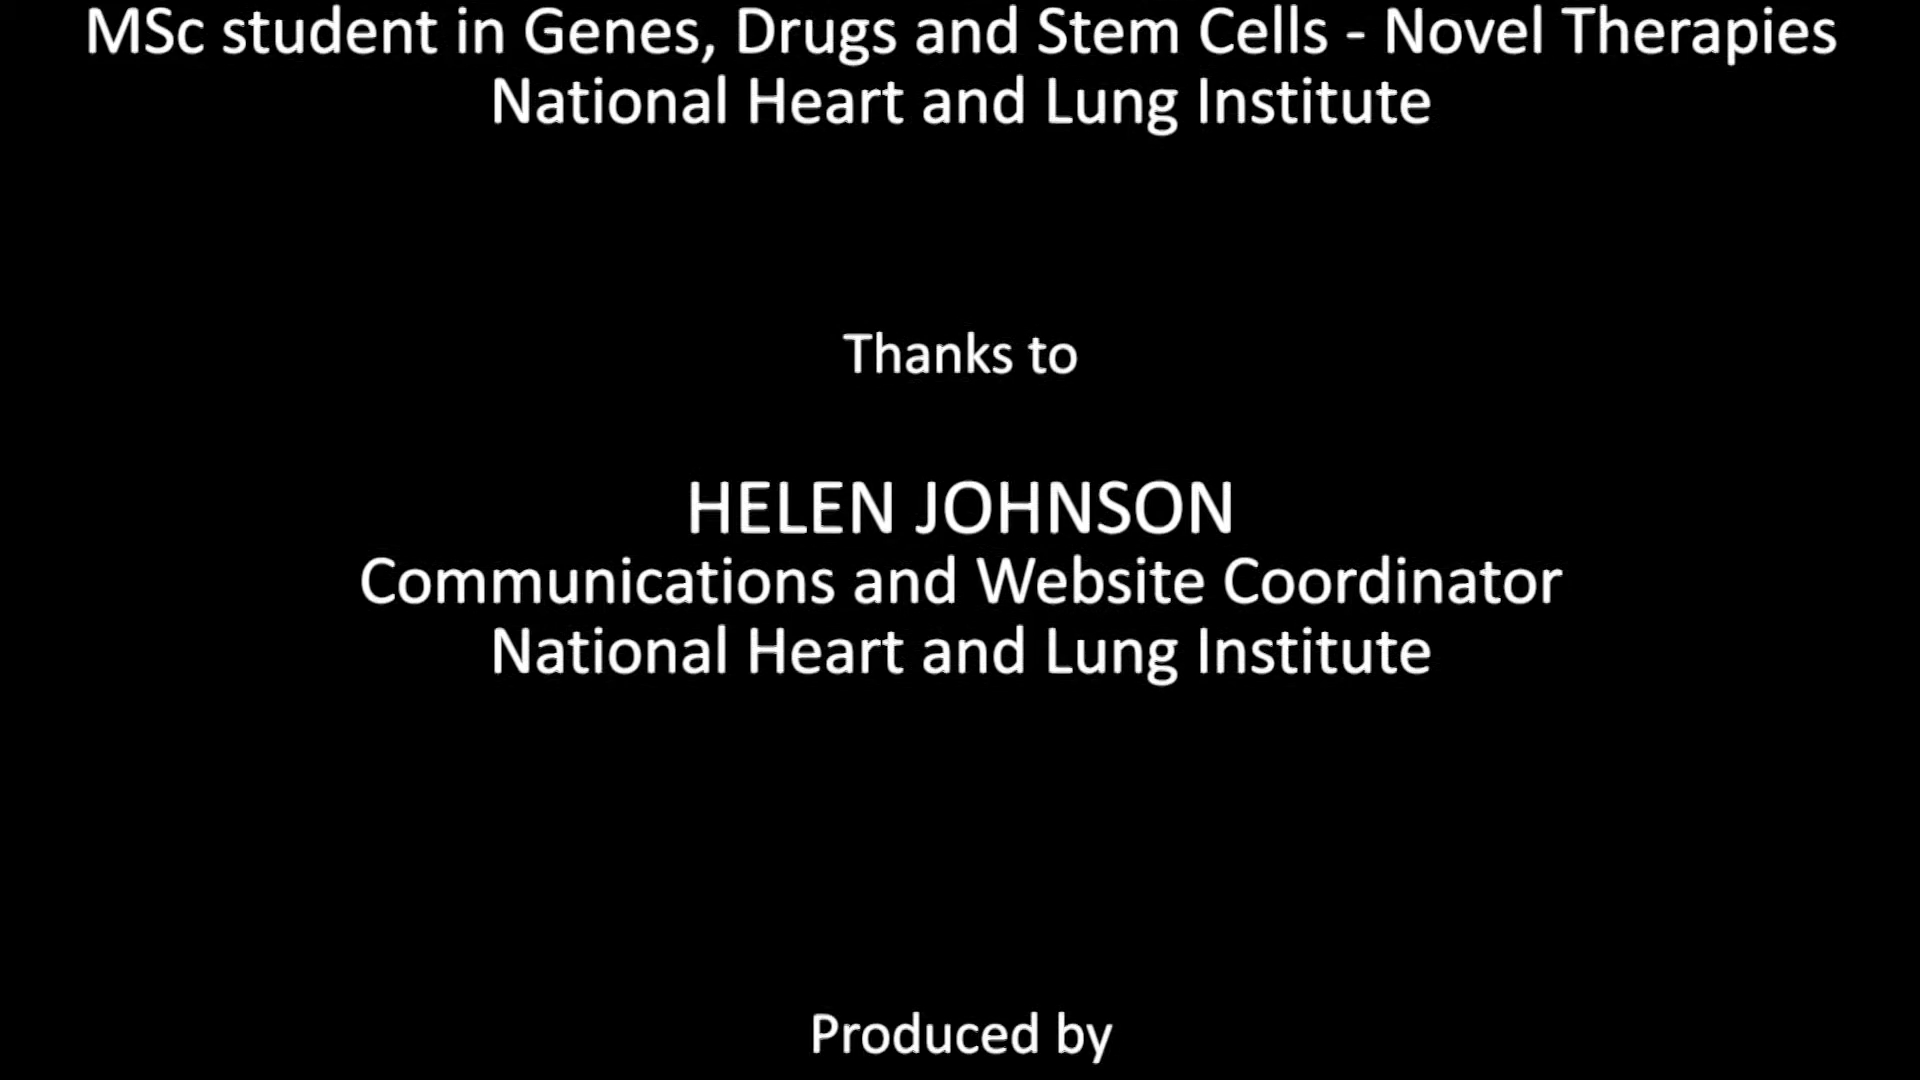 MSc student in Genes, Drugs and Stem Cells - Novel Therapies
National Heart and Lung Institute
Thanks to
HELEN JOHNSON
Communications and Website Coordinator
National Heart and Lung Institute
Produced by